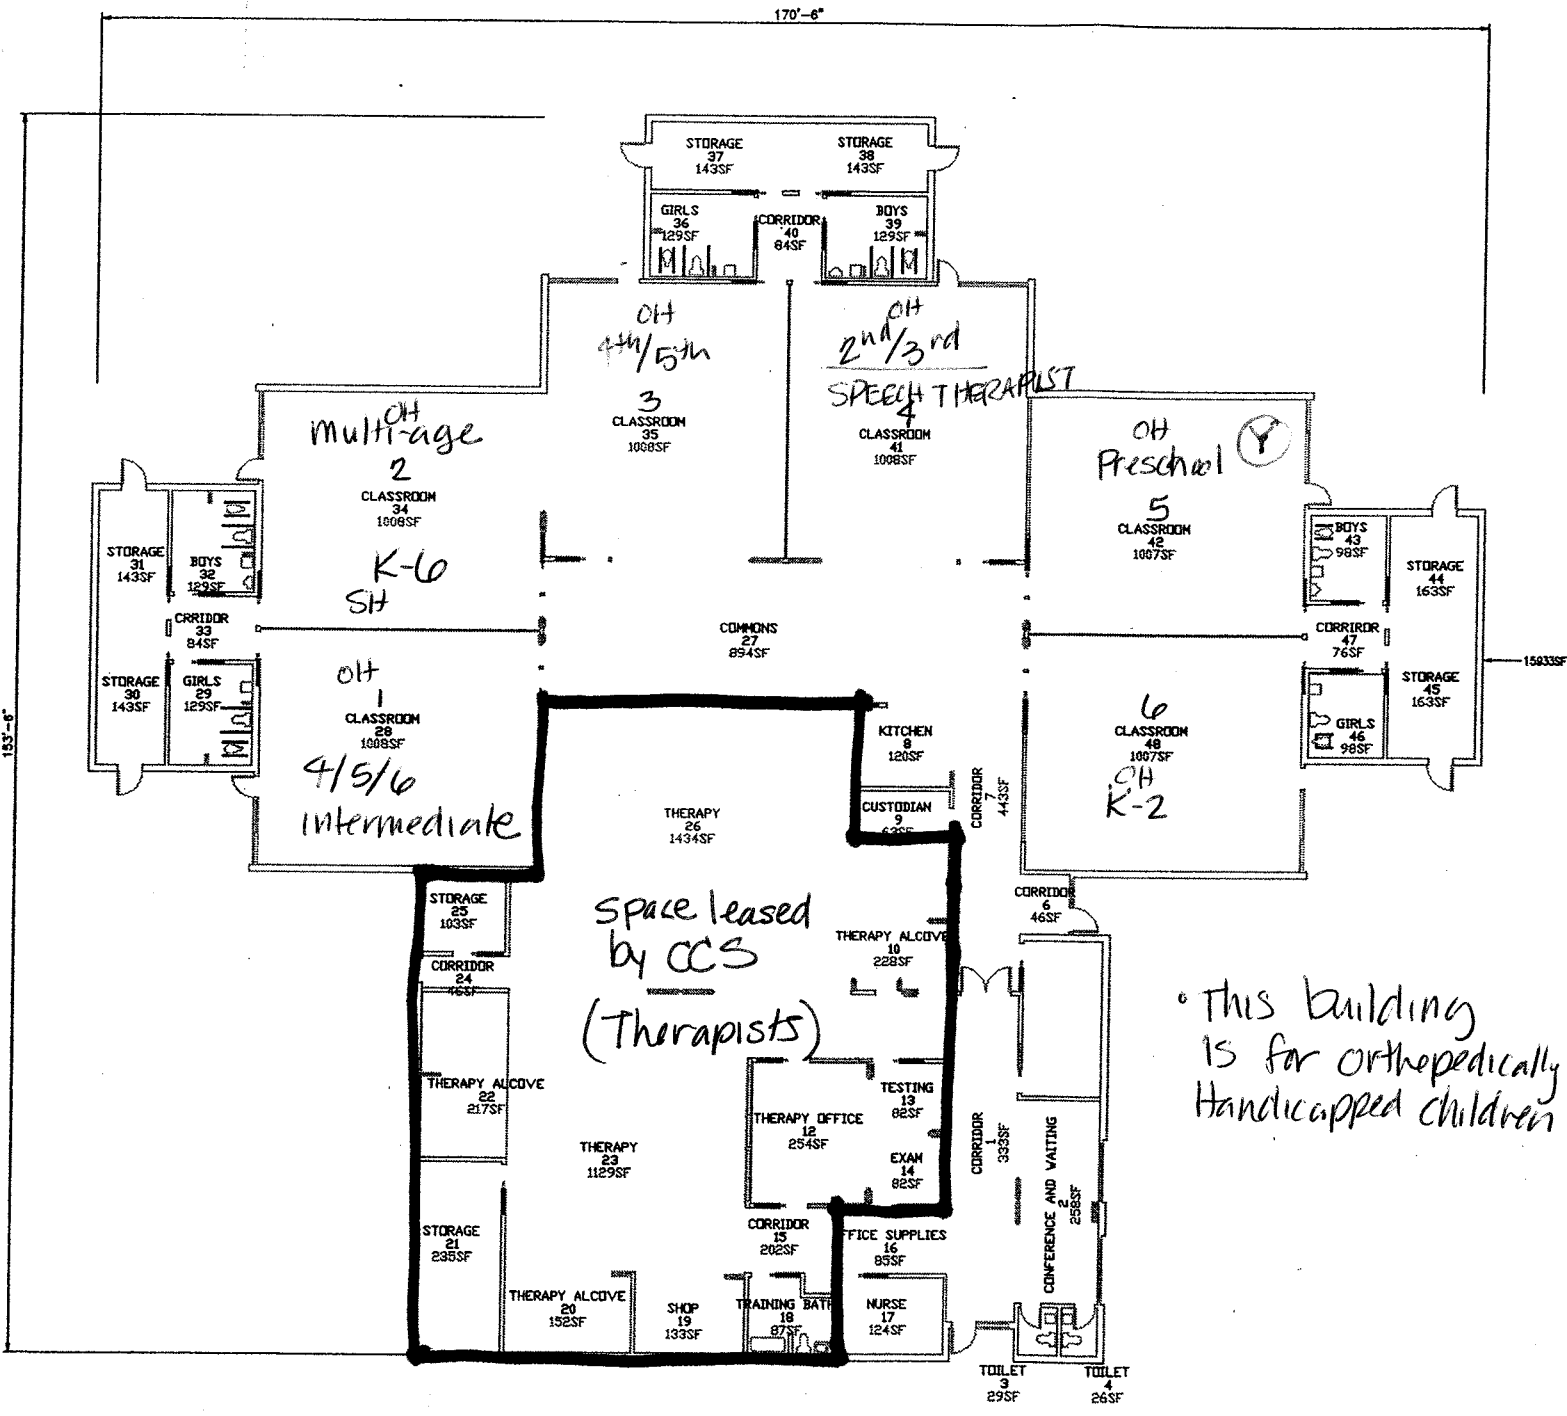 170'-6"
153'-6"
STORAGE
37
143SF
STORAGE
38
143SF
GIRLS
36
129SF
CORRIDOR
40
84SF
BOYS
39
129SF
OH
4th/5th
3
CLASSROOM
35
1008SF
OH
2nd/3rd
SPEECH THERAPIST
4
CLASSROOM
41
1008SF
OH
Multi-age
2
CLASSROOM
34
1008SF
K-6
SH
OH
Preschool
Y
5
CLASSROOM
42
1007SF
STORAGE
31
143SF
BOYS
32
129SF
CRRIDOR
33
84SF
STORAGE
30
143SF
GIRLS
29
129SF
BOYS
43
98SF
STORAGE
44
163SF
CORRIROR
47
76SF
STORAGE
45
163SF
GIRLS
46
98SF
15933SF
COMMONS
27
894SF
OH
1
CLASSROOM
28
1008SF
4/5/6
intermediate
6
CLASSROOM
48
1007SF
OH
K-2
KITCHEN
8
120SF
CUSTODIAN
9
63SF
CORRIDOR
7
443SF
THERAPY
26
1434SF
CORRIDOR
6
46SF
STORAGE
25
103SF
space leased
by CCS
(Therapists)
THERAPY ALCOVE
10
228SF
CORRIDOR
24
46SF
• This building
is for orthepedically
Handicapped children
THERAPY ALCOVE
22
217SF
TESTING
13
82SF
THERAPY OFFICE
12
254SF
EXAM
14
82SF
CORRIDOR
1
333SF
CONFERENCE AND WAITING
2
258SF
THERAPY
23
1129SF
STORAGE
21
235SF
CORRIDOR
15
202SF
FFICE SUPPLIES
16
85SF
THERAPY ALCOVE
20
152SF
SHOP
19
133SF
TRAINING BATH
18
87SF
NURSE
17
124SF
TOILET
3
29SF
TOILET
4
26SF